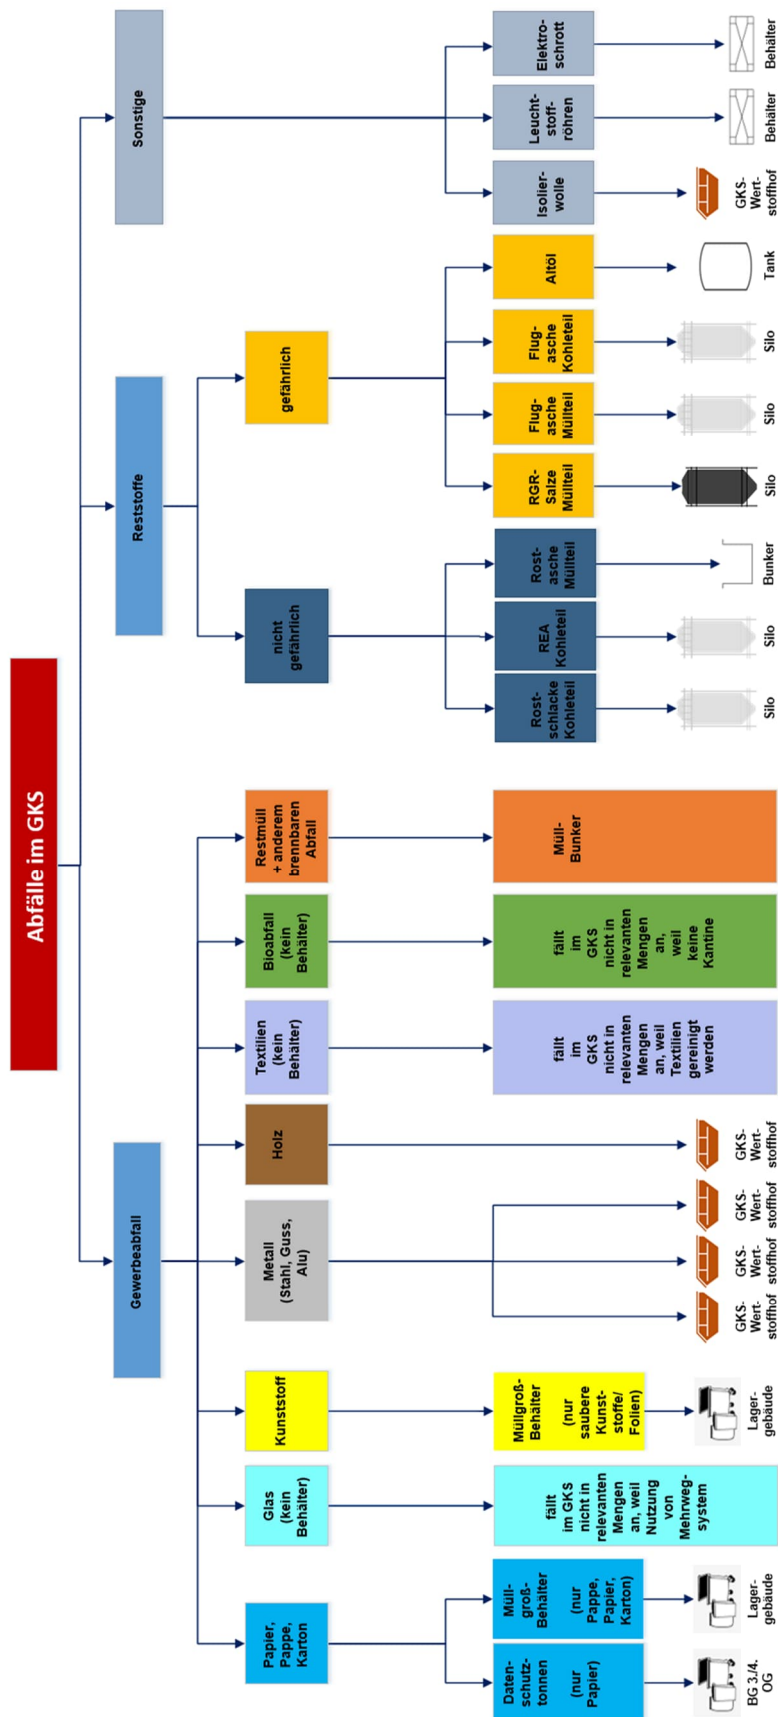 Abfälle im GKS
Gewerbeabfall
Reststoffe
Sonstige
Papier,
Pappe,
Karton
Glas
(kein
Behälter)
Kunststoff
Metall
(Stahl, Guss,
Alu)
Holz
Textilien
(kein
Behälter)
Bioabfall
(kein
Behälter)
Restmüll
+ anderem
brennbaren
Abfall
nicht
gefährlich
gefährlich
Daten-
schutz-
tonnen
(nur
Papier)
Müll-
groß-
Behälter
(nur
Pappe,
Papier,
Karton)
fällt
im GKS
nicht in
relevanten
Mengen
an, weil
Nutzung
von
Mehrweg-
system
Müllgroß-
Behälter
(nur
saubere
Kunst-
stoffe/
Folien)
fällt
im
GKS
nicht in
relevanten
Mengen
an, weil
Textilien
gereinigt
werden
fällt
im
GKS
nicht in
relevanten
Mengen
an, weil
keine
Kantine
Müll-
Bunker
Rost-
schlacke
Kohleteil
REA
Kohleteil
Rost-
asche
Müllteil
RGR-
Salze
Müllteil
Flug-
asche
Müllteil
Flug-
asche
Kohleteil
Altöl
Isolier-
wolle
Leucht-
stoff-
röhren
Elektro-
schrott
BG 3./4.
OG
Lager-
gebäude
Lager-
gebäude
GKS-
Wert-
stoffhof
GKS-
Wert-
stoffhof
GKS-
Wert-
stoffhof
GKS-
Wert-
stoffhof
Silo
Silo
Bunker
Silo
Silo
Silo
Tank
GKS-
Wert-
stoffhof
Behälter
Behälter